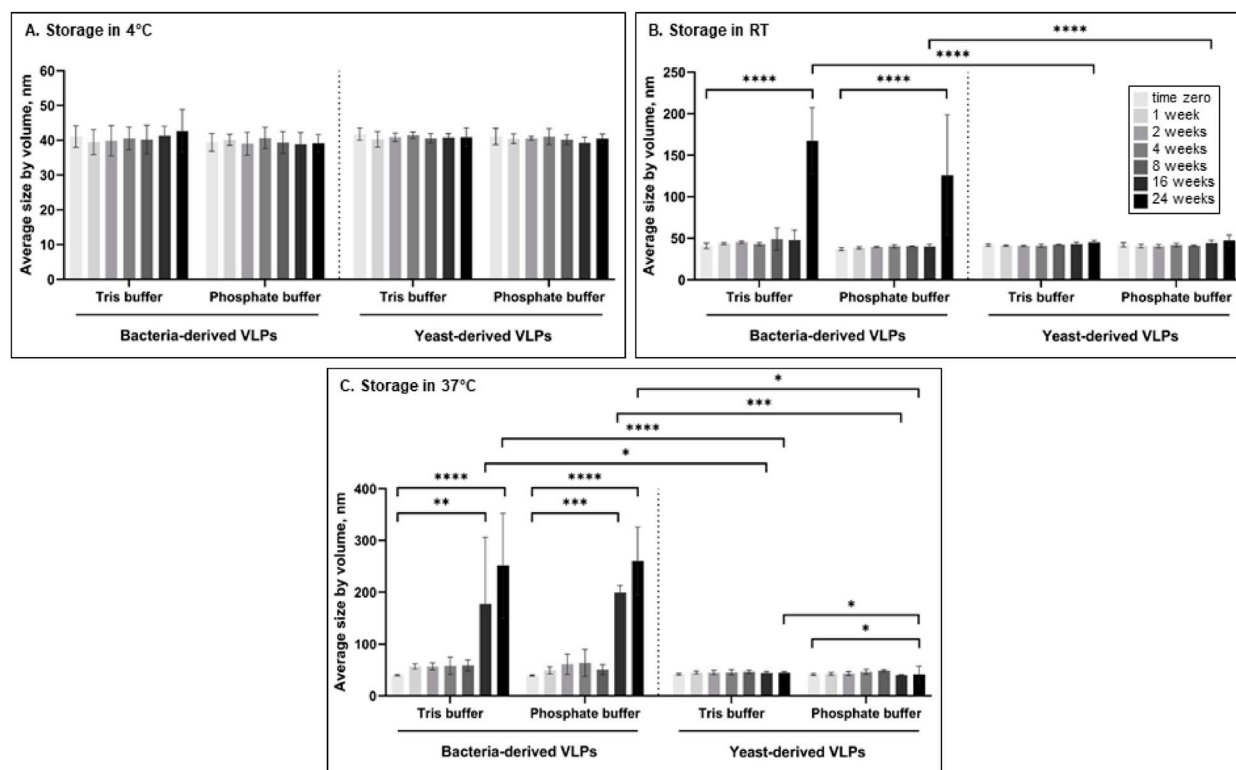 A. Storage in 4°C
Average size by volume, nm
60
40
20
0
Tris buffer
Phosphate buffer
Tris buffer
Phosphate buffer
Bacteria-derived VLPs
Yeast-derived VLPs
B. Storage in RT
****
****
****
****
Average size by volume, nm
250
200
150
100
50
0
time zero
1 week
2 weeks
4 weeks
8 weeks
16 weeks
24 weeks
Tris buffer
Phosphate buffer
Tris buffer
Phosphate buffer
Bacteria-derived VLPs
Yeast-derived VLPs
C. Storage in 37°C
*
***
****
*
****
****
**
***
*
*
Average size by volume, nm
400
300
200
100
0
Tris buffer
Phosphate buffer
Tris buffer
Phosphate buffer
Bacteria-derived VLPs
Yeast-derived VLPs